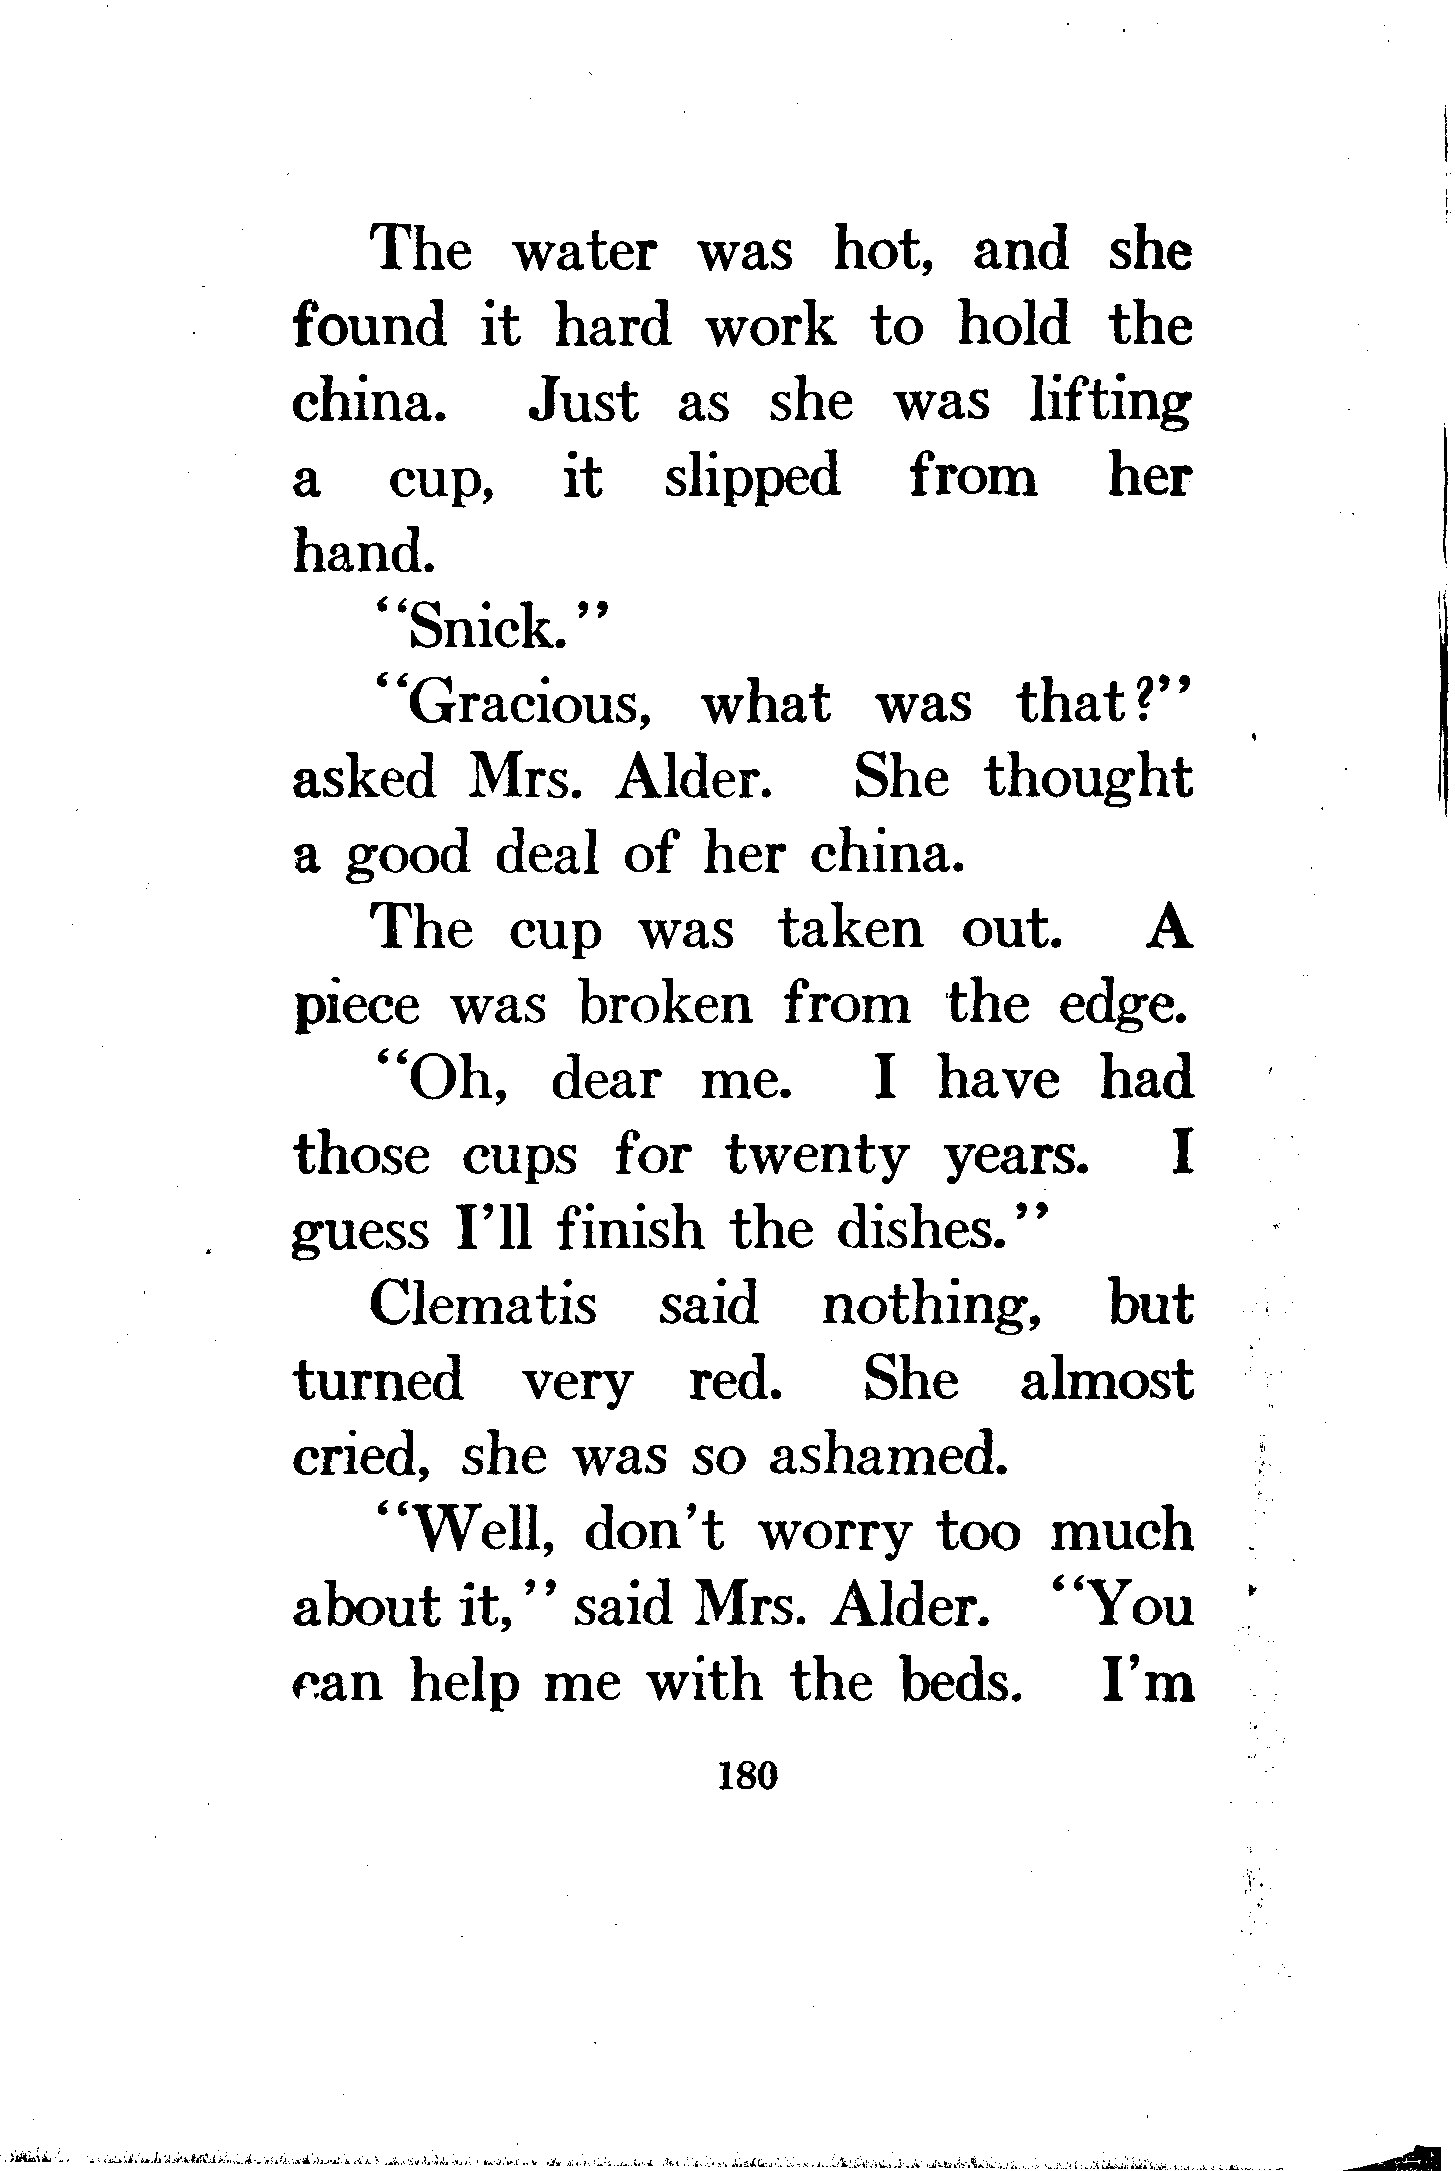 The water was hot, and she
found it hard work to hold the
china. Just as she was lifting
a cup, it slipped from her
hand.
“Snick.”
“Gracious, what was that?”
asked Mrs. Alder. She thought
a good deal of her china.
The cup was taken out. A
piece was broken from the edge.
“Oh, dear me. I have had
those cups for twenty years. I
guess I’ll finish the dishes.”
Clematis said nothing, but
turned very red. She almost
cried, she was so ashamed.
“Well, don’t worry too much
about it,” said Mrs. Alder. “You
can help me with the beds. I’m
180